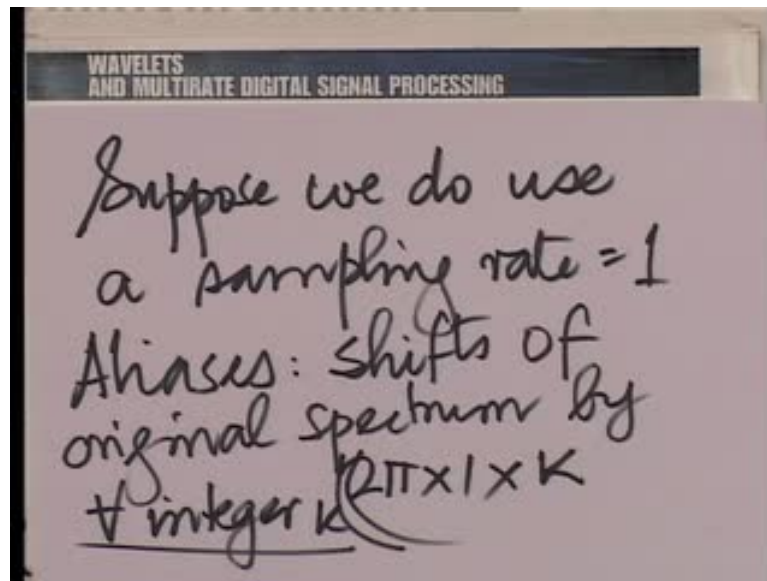 WAVELETS
AND MULTIRATE DIGITAL SIGNAL PROCESSING
Suppose we do use
a sampling rate = 1
Aliases: shifts of
original spectrum by
2π×1×K
∀ integer K